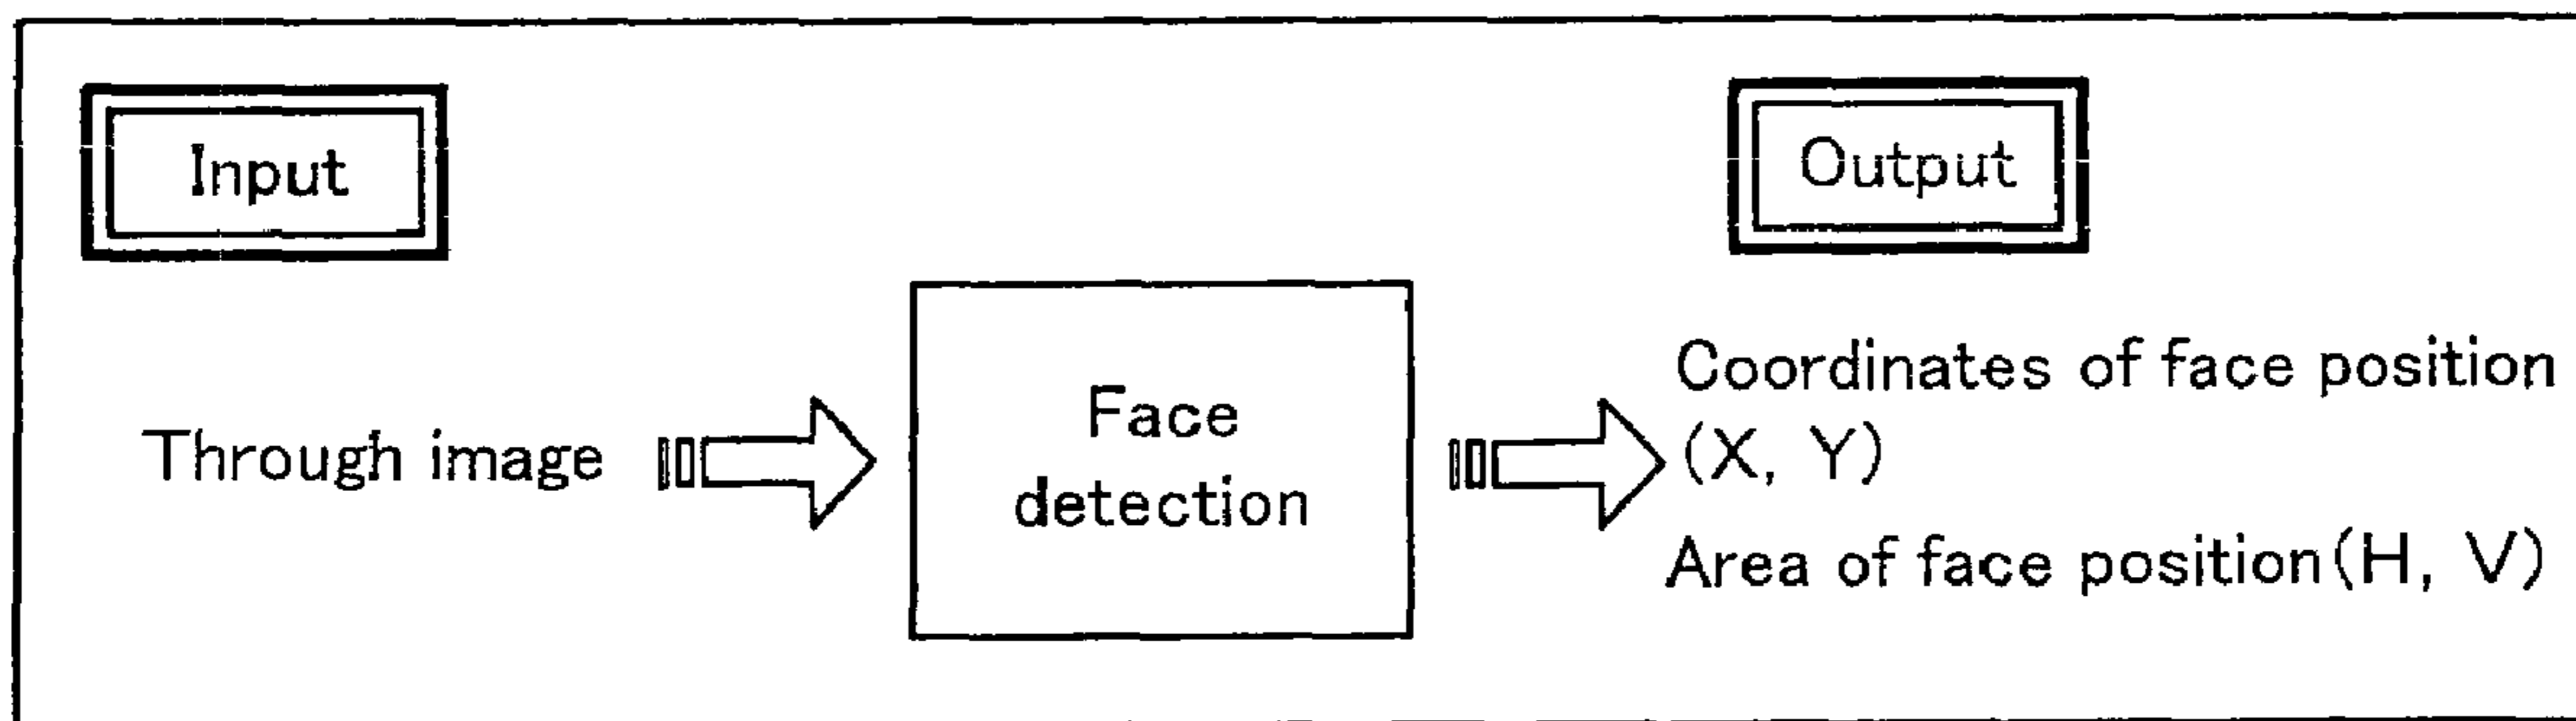 Input
Output
Through image
Face
detection
Coordinates of face position
(X, Y)
Area of face position(H, V)